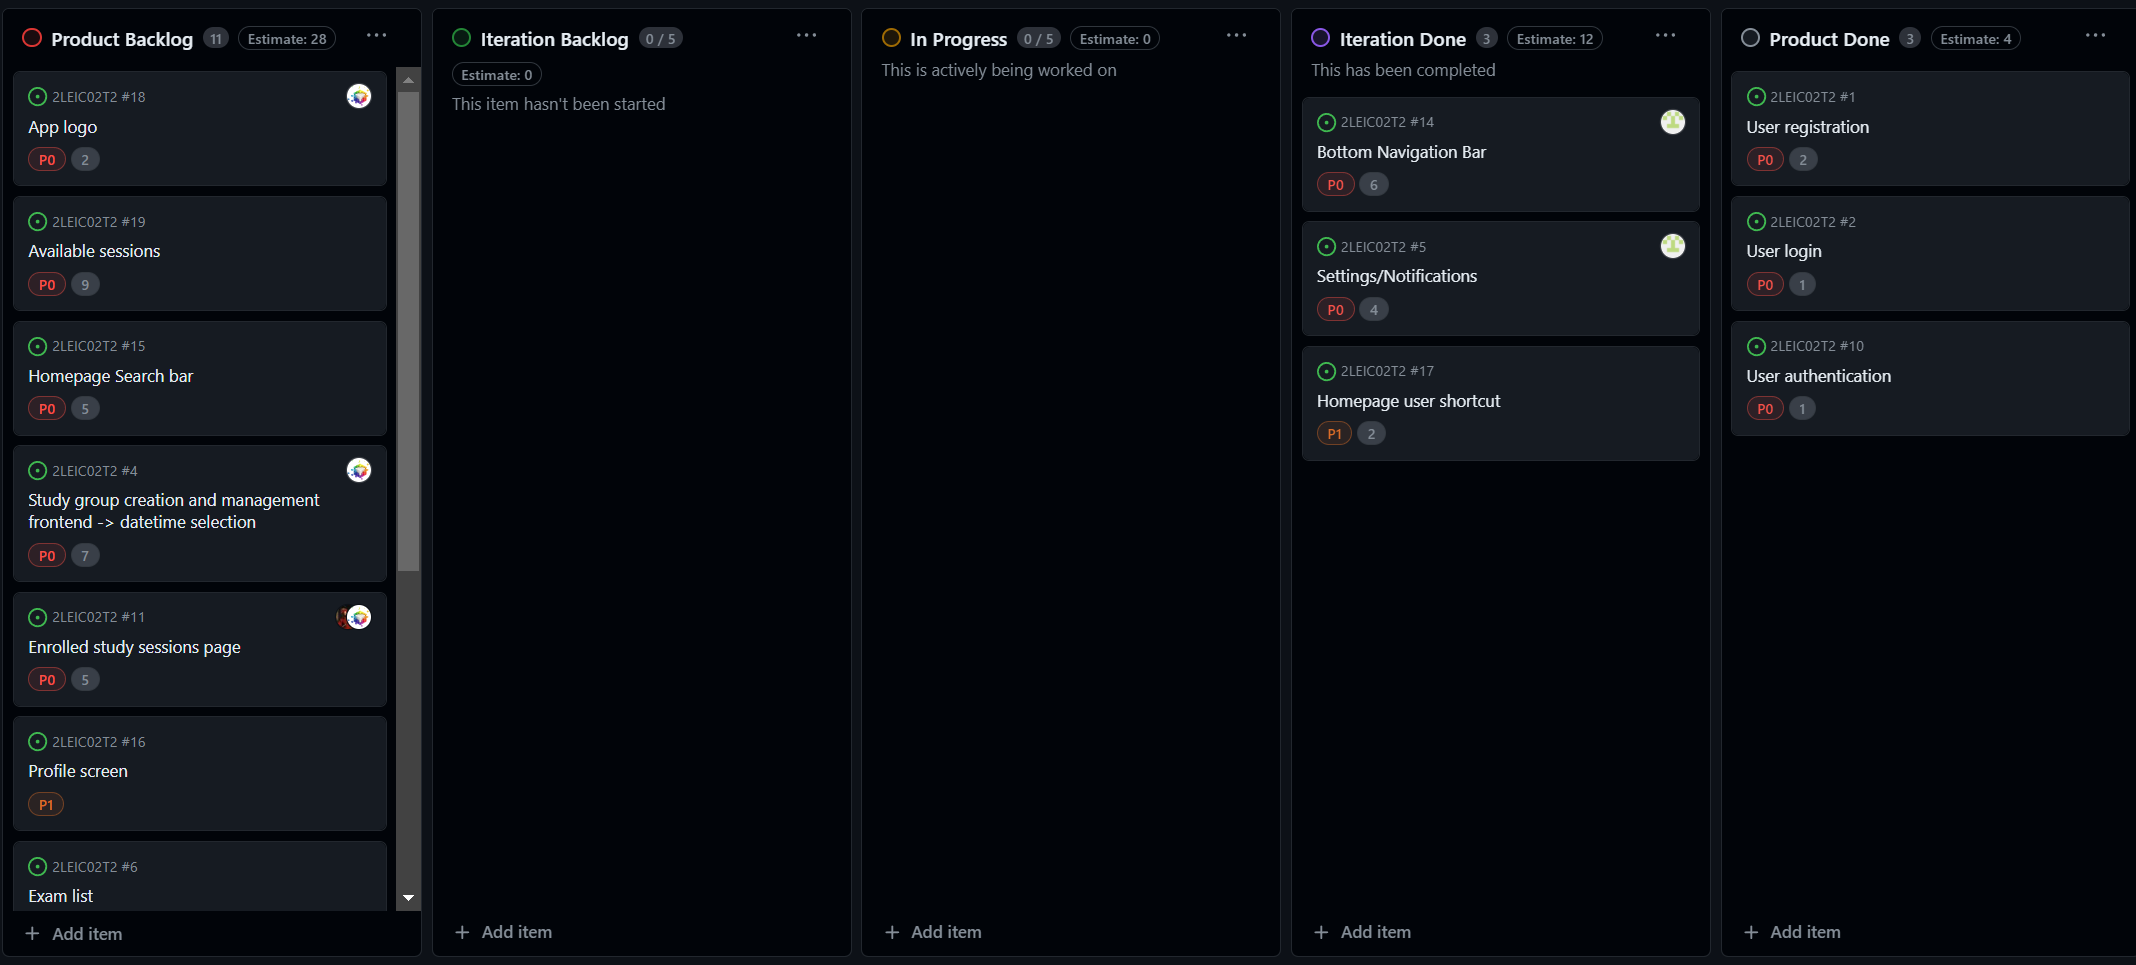 Product Backlog 11 Estimate: 28
2LEIC02T2 #18
App logo
P0 2
2LEIC02T2 #19
Available sessions
P0 9
2LEIC02T2 #15
Homepage Search bar
P0 5
2LEIC02T2 #4
Study group creation and management
frontend -> datetime selection
P0 7
2LEIC02T2 #11
Enrolled study sessions page
P0 5
2LEIC02T2 #16
Profile screen
P1
2LEIC02T2 #6
Exam list
+ Add item
Iteration Backlog 0 / 5
Estimate: 0
This item hasn't been started
+ Add item
In Progress 0 / 5 Estimate: 0
This is actively being worked on
+ Add item
Iteration Done 3 Estimate: 12
This has been completed
2LEIC02T2 #14
Bottom Navigation Bar
P0 6
2LEIC02T2 #5
Settings/Notifications
P0 4
2LEIC02T2 #17
Homepage user shortcut
P1 2
+ Add item
Product Done 3 Estimate: 4
2LEIC02T2 #1
User registration
P0 2
2LEIC02T2 #2
User login
P0 1
2LEIC02T2 #10
User authentication
P0 1
+ Add item